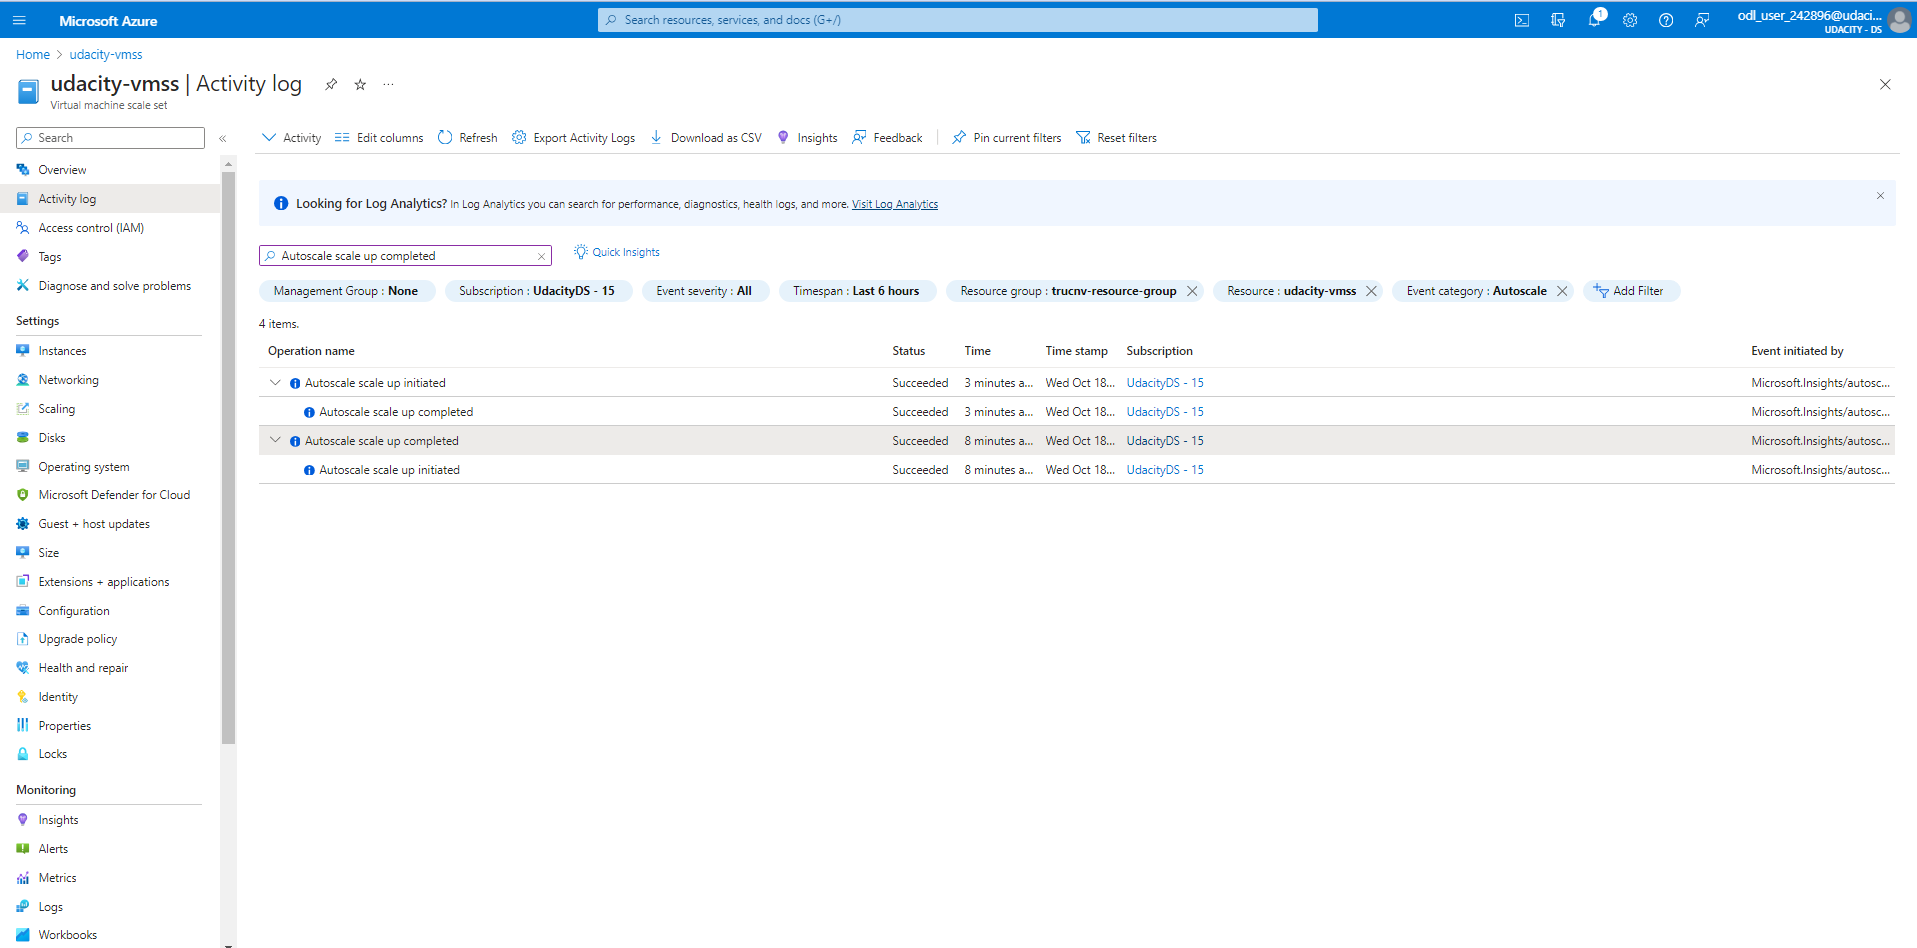 Microsoft Azure
Search resources, services, and docs (G+/)
1
odl_user_242896@udaci...
UDACITY - DS
Home > udacity-vmss
udacity-vmss | Activity log
Virtual machine scale set
Search
«
Activity Edit columns Refresh Export Activity Logs Download as CSV Insights Feedback Pin current filters Reset filters
Overview
Activity log
Access control (IAM)
Tags
Diagnose and solve problems
Settings
Instances
Networking
Scaling
Disks
Operating system
Microsoft Defender for Cloud
Guest + host updates
Size
Extensions + applications
Configuration
Upgrade policy
Health and repair
Identity
Properties
Locks
Monitoring
Insights
Alerts
Metrics
Logs
Workbooks
Looking for Log Analytics? In Log Analytics you can search for performance, diagnostics, health logs, and more. Visit Log Analytics
Autoscale scale up completed
Quick Insights
Management Group : None Subscription : UdacityDS - 15 Event severity : All Timespan : Last 6 hours Resource group : trucnv-resource-group Resource : udacity-vmss Event category : Autoscale Add Filter
4 items.
Operation name Status Time Time stamp Subscription Event initiated by
Autoscale scale up initiated Succeeded 3 minutes a... Wed Oct 18... UdacityDS - 15 Microsoft.Insights/autosc...
Autoscale scale up completed Succeeded 3 minutes a... Wed Oct 18... UdacityDS - 15 Microsoft.Insights/autosc...
Autoscale scale up completed Succeeded 8 minutes a... Wed Oct 18... UdacityDS - 15 Microsoft.Insights/autosc...
Autoscale scale up initiated Succeeded 8 minutes a... Wed Oct 18... UdacityDS - 15 Microsoft.Insights/autosc...